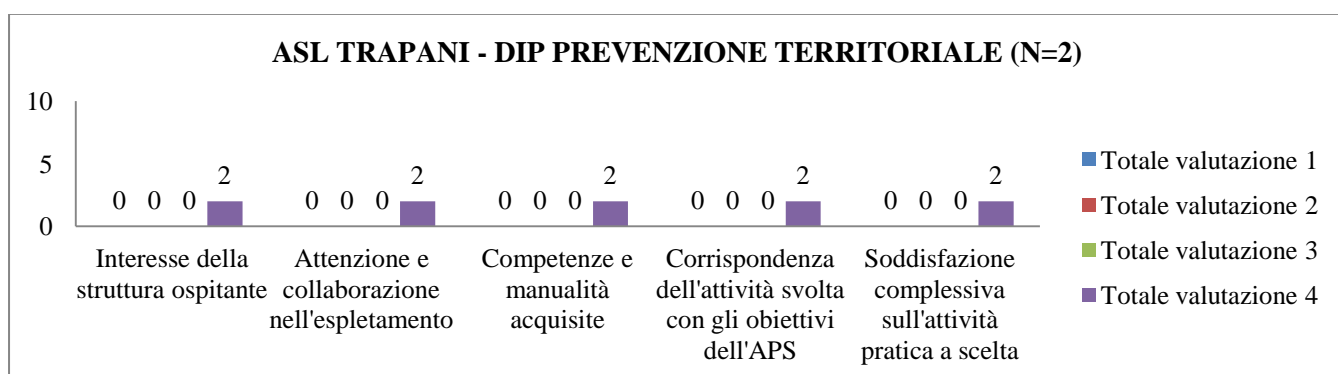 ASL TRAPANI - DIP PREVENZIONE TERRITORIALE (N=2)
10
5
0
0 0 0 2
0 0 0 2
0 0 0 2
0 0 0 2
0 0 0 2
Interesse della
struttura ospitante
Attenzione e
collaborazione
nell'espletamento
Competenze e
manualità
acquisite
Corrispondenza
dell'attività svolta
con gli obiettivi
dell'APS
Soddisfazione
complessiva
sull'attività
pratica a scelta
Totale valutazione 1
Totale valutazione 2
Totale valutazione 3
Totale valutazione 4